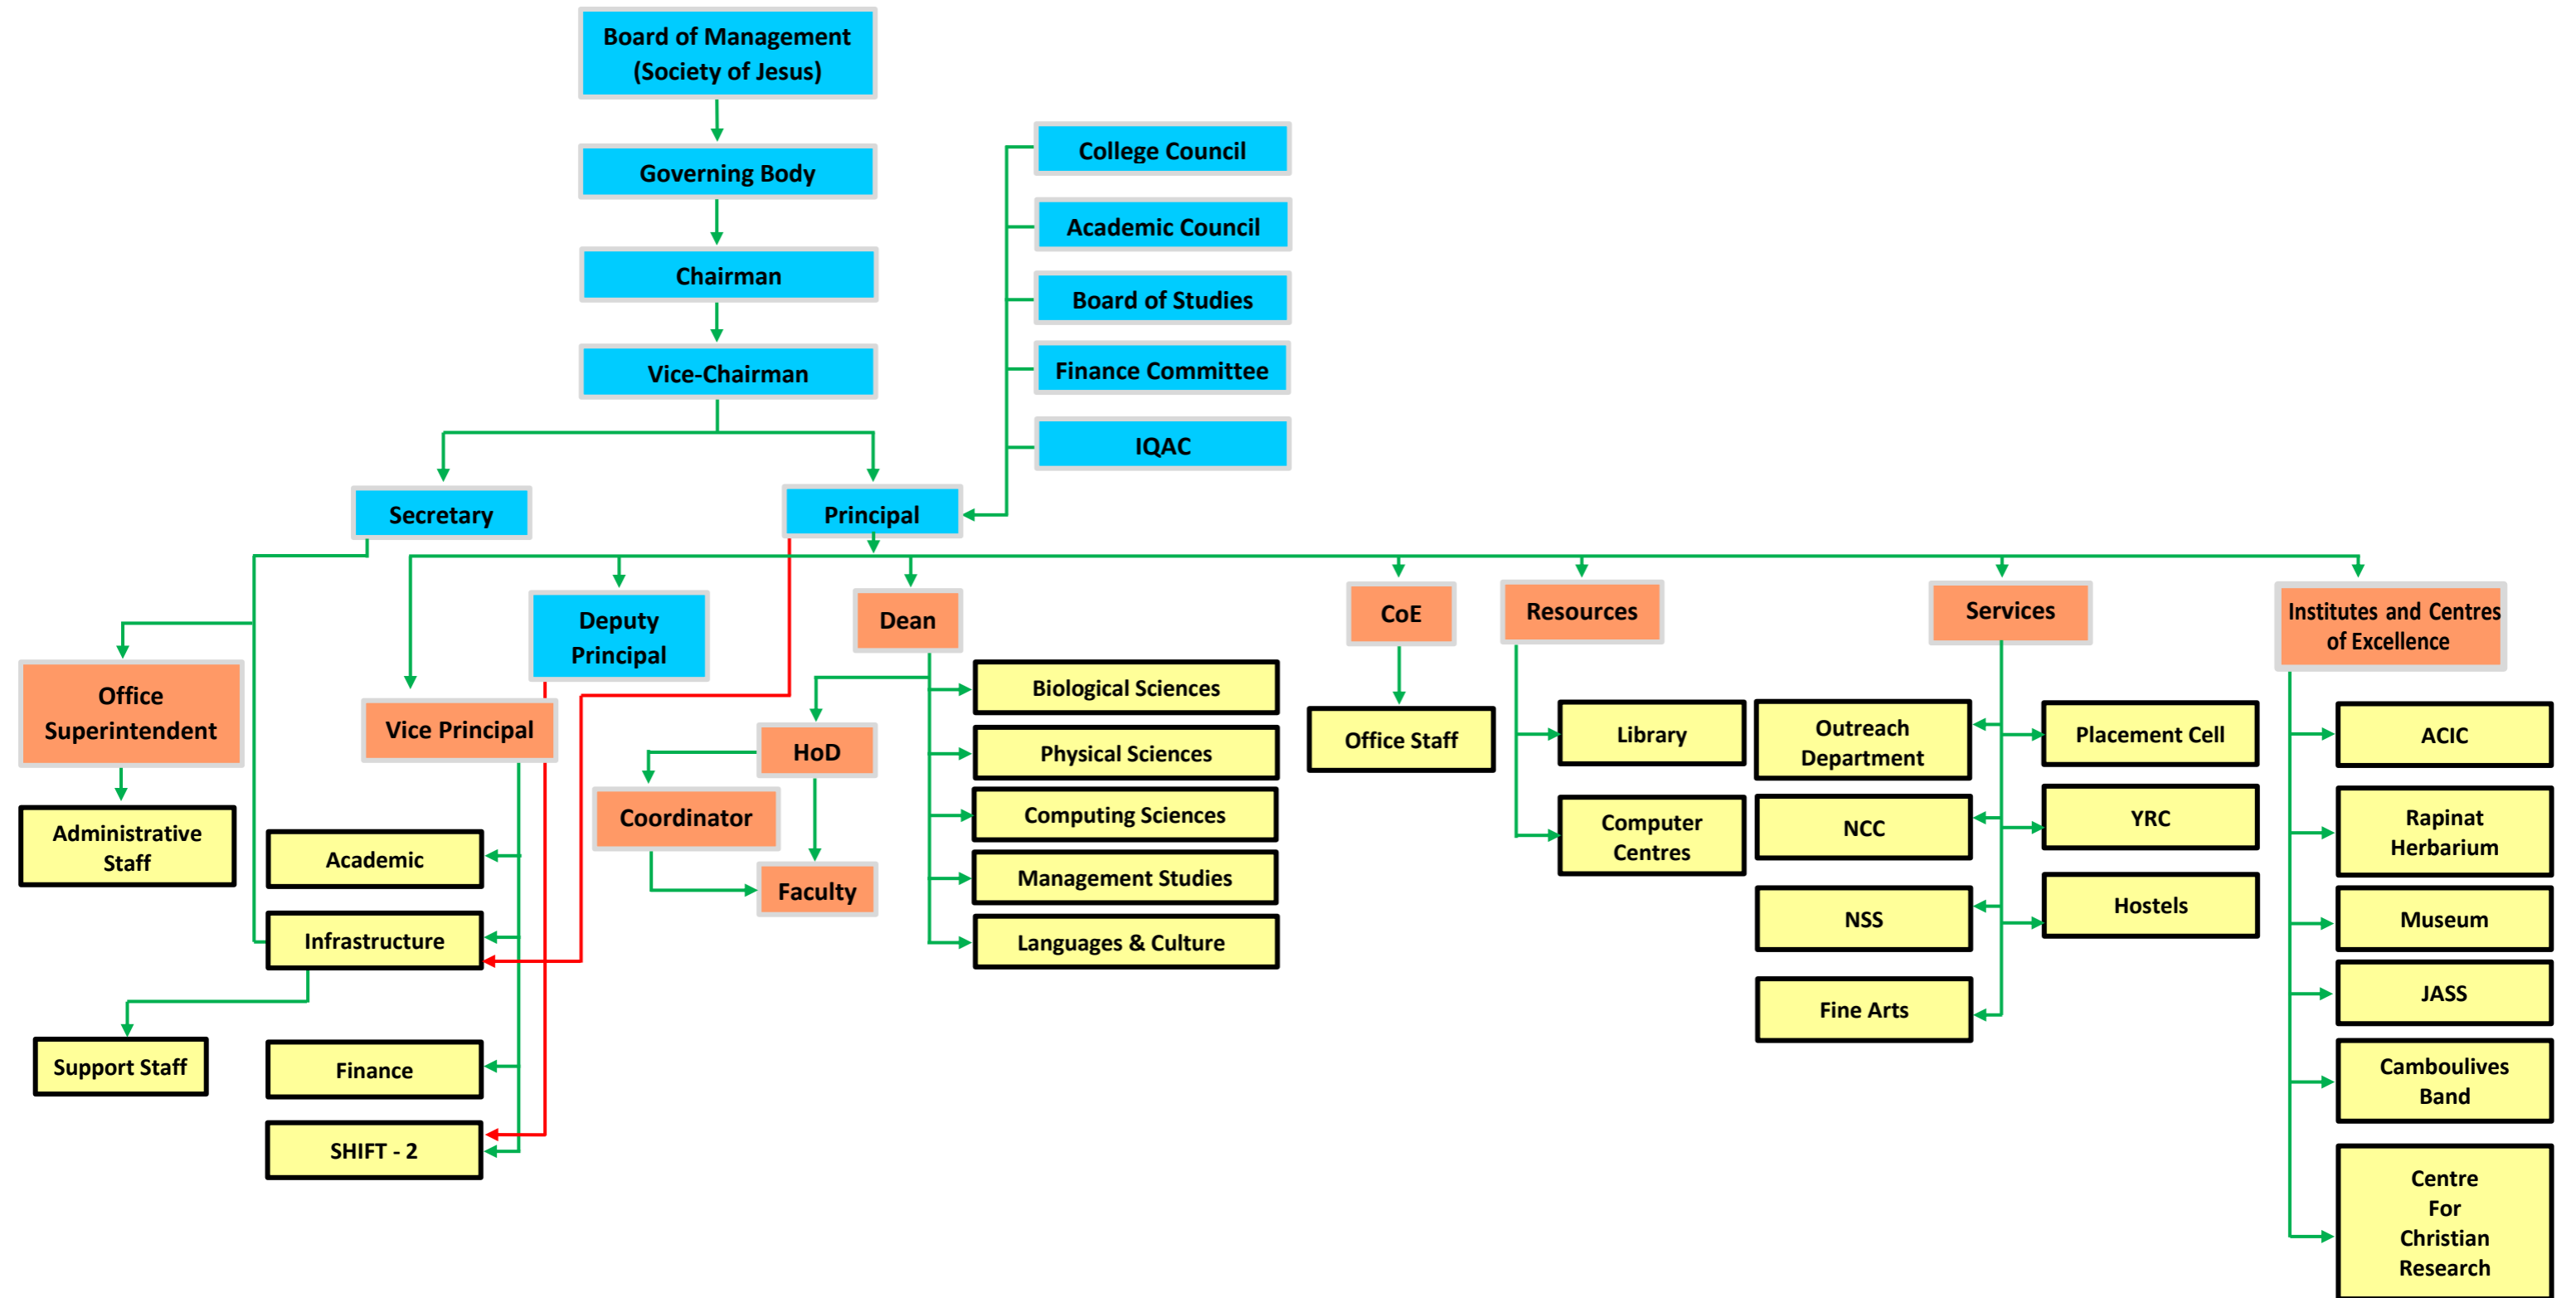 Board of Management
(Society of Jesus)
Governing Body
Chairman
Vice-Chairman
College Council
Academic Council
Board of Studies
Finance Committee
IQAC
Secretary
Principal
Office
Superintendent
Administrative
Staff
Support Staff
Vice Principal
Academic
Infrastructure
Finance
SHIFT - 2
Deputy
Principal
Dean
HoD
Coordinator
Faculty
Biological Sciences
Physical Sciences
Computing Sciences
Management Studies
Languages & Culture
CoE
Office Staff
Resources
Library
Computer
Centres
Services
Outreach
Department
NCC
NSS
Fine Arts
Placement Cell
YRC
Hostels
Institutes and Centres
of Excellence
ACIC
Rapinat
Herbarium
Museum
JASS
Camboulives
Band
Centre
For
Christian
Research